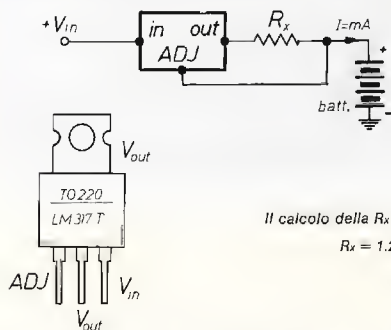 +Vin
in out
ADJ
Rx
I=mA
+
batt.
-
Vout
TO220
LM317T
ADJ
Vin
Vout
Il calcolo della Rx
Rx = 1.2